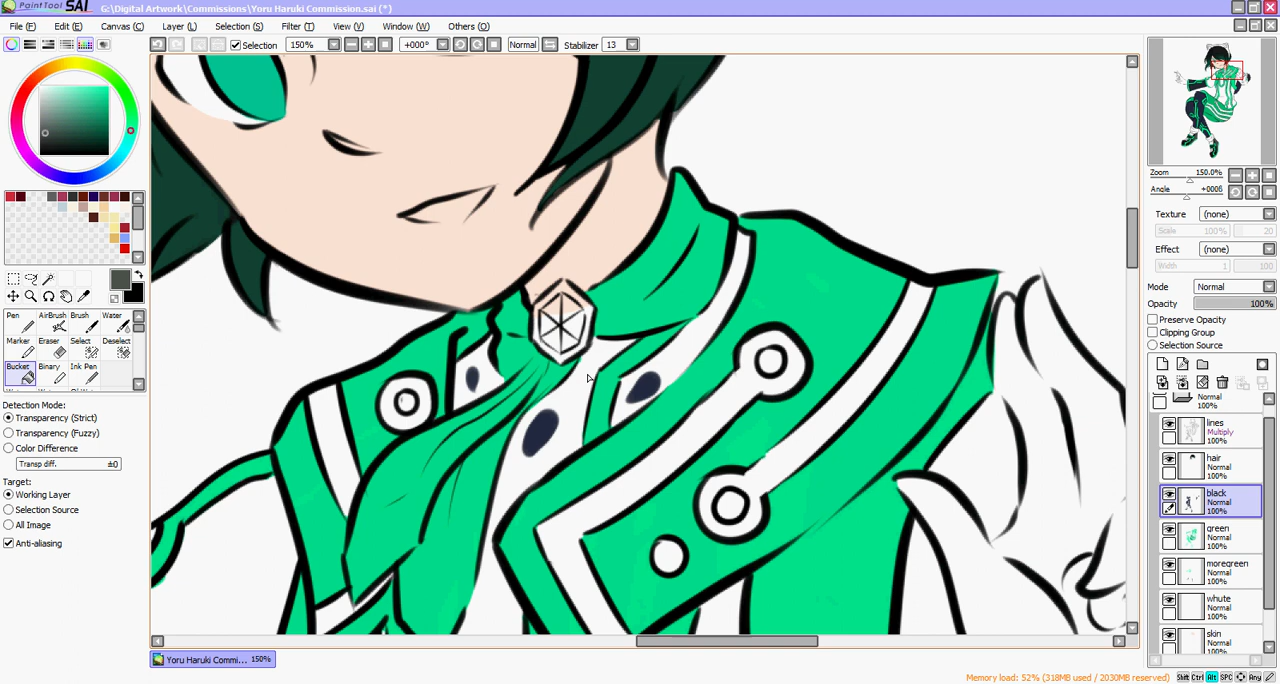 PaintTool SAI G:\Digital Artwork\Commissions\Yoru Haruki Commission.sai (*)
File (F) Edit (E) Canvas (C) Layer (L) Selection (S) Filter (T) View (V) Window (W) Others (O)
Selection 150% +000° Normal Stabilizer 13
Zoom 150.0%
Angle +000δ
Texture (none)
Scale 100% 20
Effect (none)
Width 1 100
Mode Normal
Opacity 100%
Preserve Opacity
Clipping Group
Selection Source
Normal
100%
lines
Multiply
100%
hair
Normal
100%
black
Normal
100%
green
Normal
100%
moregreen
Normal
100%
whute
Normal
100%
skin
Normal
100%
Pen AirBrush Brush Water
Marker Eraser Select Deselect
Bucket Binary Ink Pen
Detection Mode:
Transparency (Strict)
Transparency (Fuzzy)
Color Difference
Transp diff. ±0
Target:
Working Layer
Selection Source
All Image
Anti-aliasing
Yoru Haruki Commi... 150%
Memory load: 52% (318MB used / 2030MB reserved) Shift Ctrl Alt SPC Any